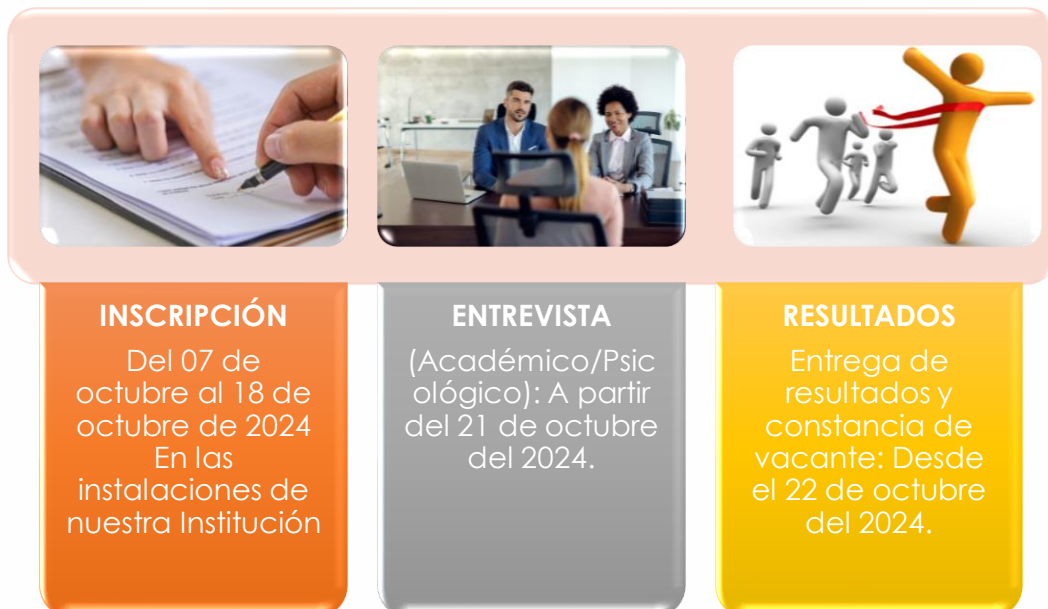 INSCRIPCIÓN
Del 07 de
octubre al 18 de
octubre de 2024
En las
instalaciones de
nuestra Institución
ENTREVISTA
(Académico/Psic
ológico): A partir
del 21 de octubre
del 2024.
RESULTADOS
Entrega de
resultados y
constancia de
vacante: Desde
el 22 de octubre
del 2024.